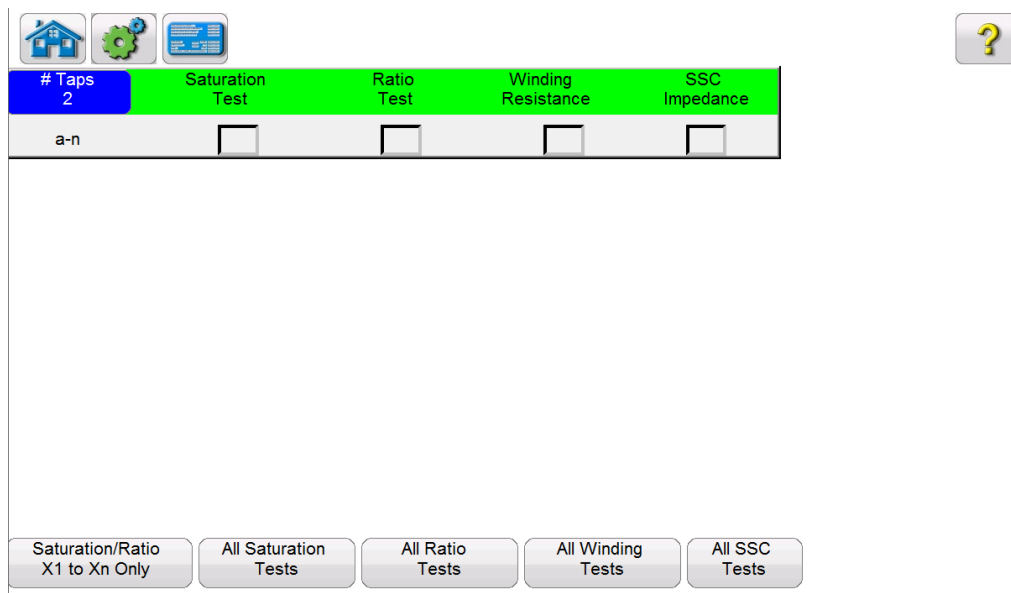 # Taps
2
Saturation
Test
Ratio
Test
Winding
Resistance
SSC
Impedance
a-n
Saturation/Ratio
X1 to Xn Only
All Saturation
Tests
All Ratio
Tests
All Winding
Tests
All SSC
Tests